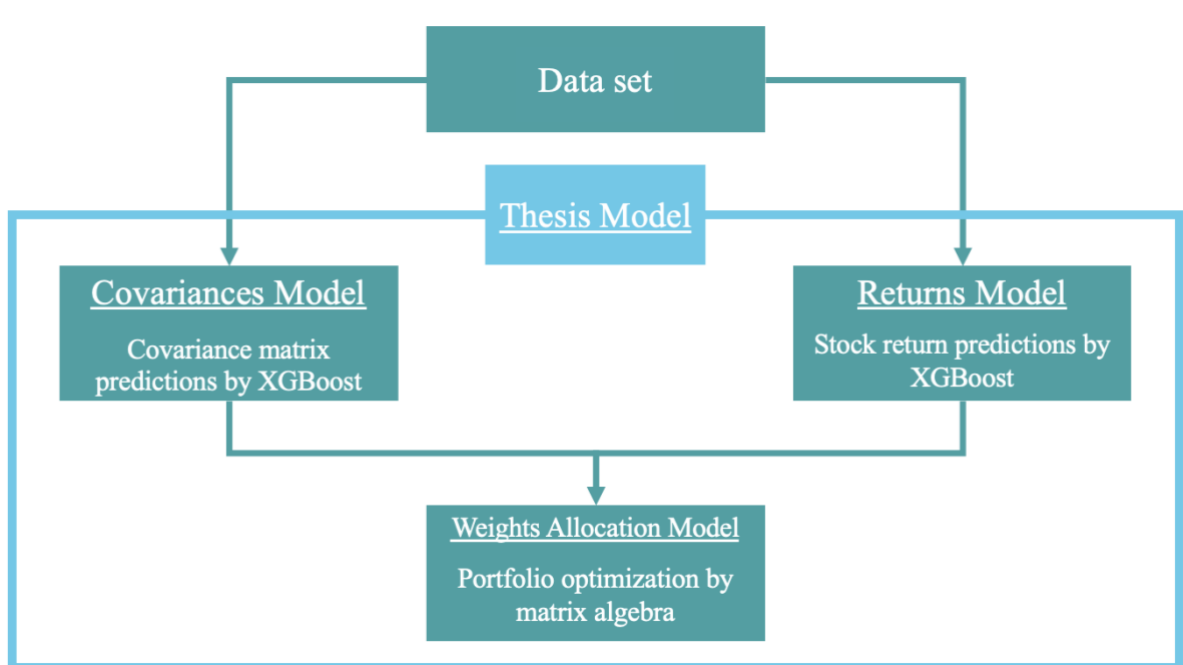 Data set
Thesis Model
Covariances Model
Covariance matrix
predictions by XGBoost
Returns Model
Stock return predictions by
XGBoost
Weights Allocation Model
Portfolio optimization by
matrix algebra